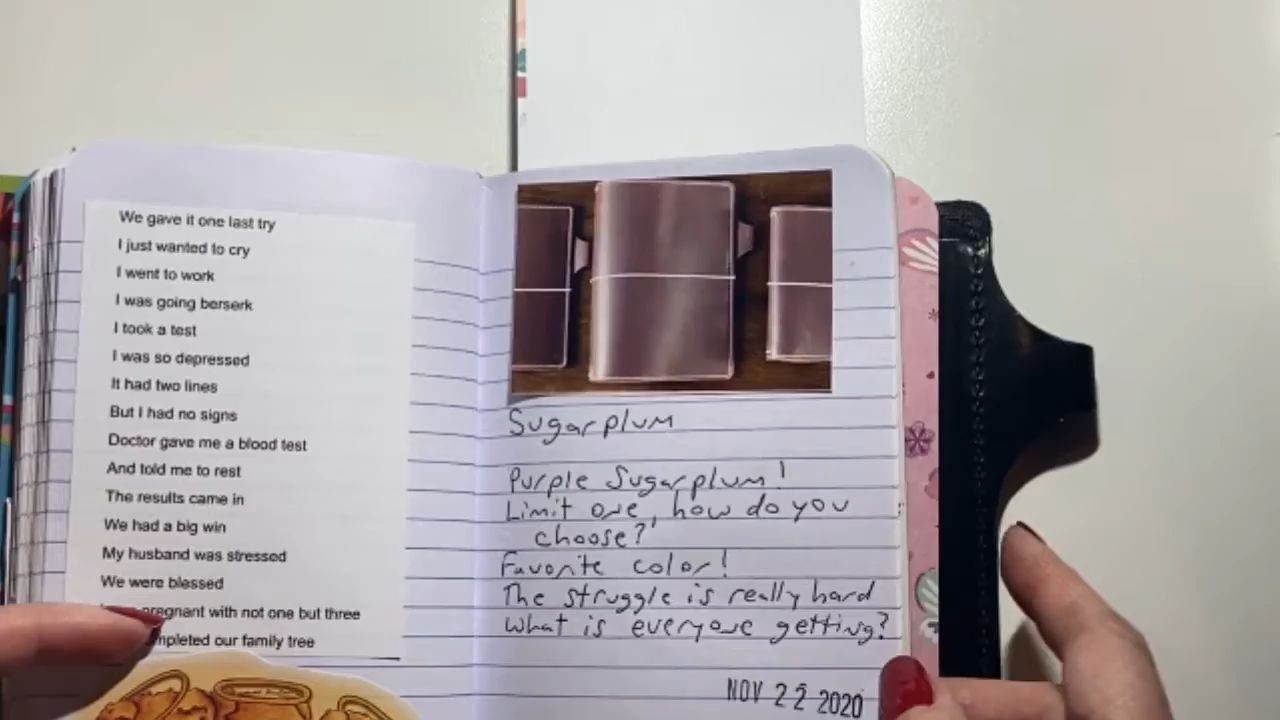 We gave it one last try
I just wanted to cry
I went to work
I was going berserk
I took a test
I was so depressed
It had two lines
But I had no signs
Doctor gave me a blood test
And told me to rest
The results came in
We had a big win
My husband was stressed
We were blessed
pregnant with not one but three
our family tree
Sugarplum
Purple Sugarplum!
Limit one, how do you
choose?
Favorite color!
The struggle is really hard
What is everyone getting?
NOV 22 2020